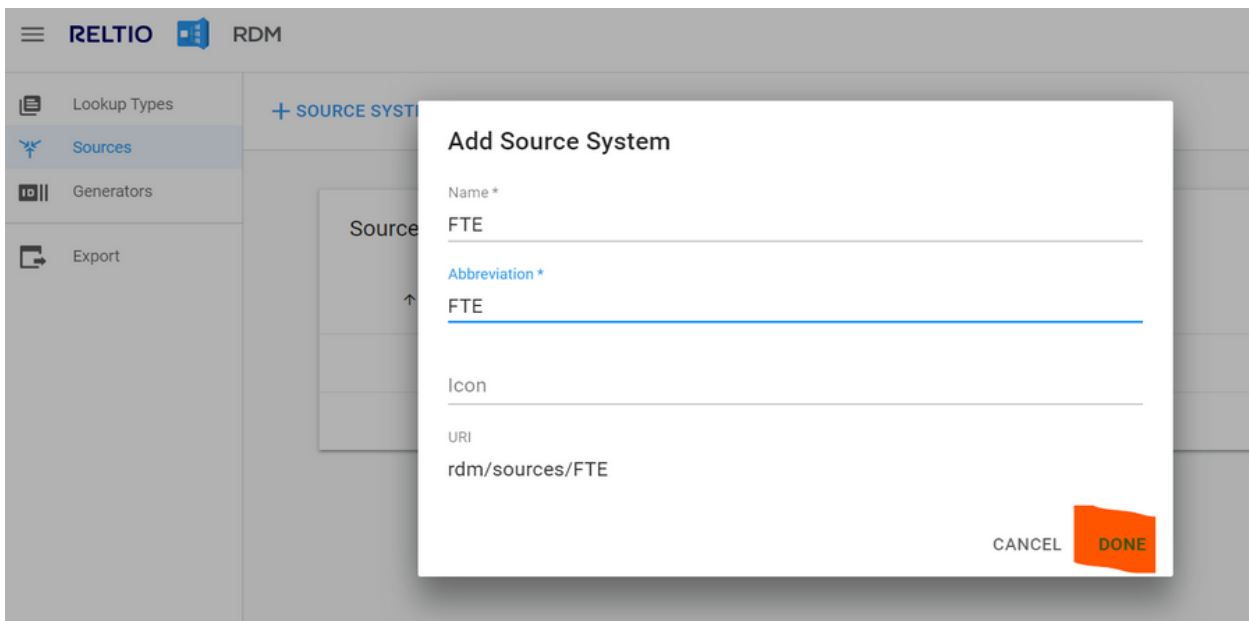 RELTIO RDM
Lookup Types
Sources
Generators
Export
+ SOURCE SYSTE
Source
Add Source System
Name *
FTE
Abbreviation *
FTE
Icon
URI
rdm/sources/FTE
CANCEL DONE